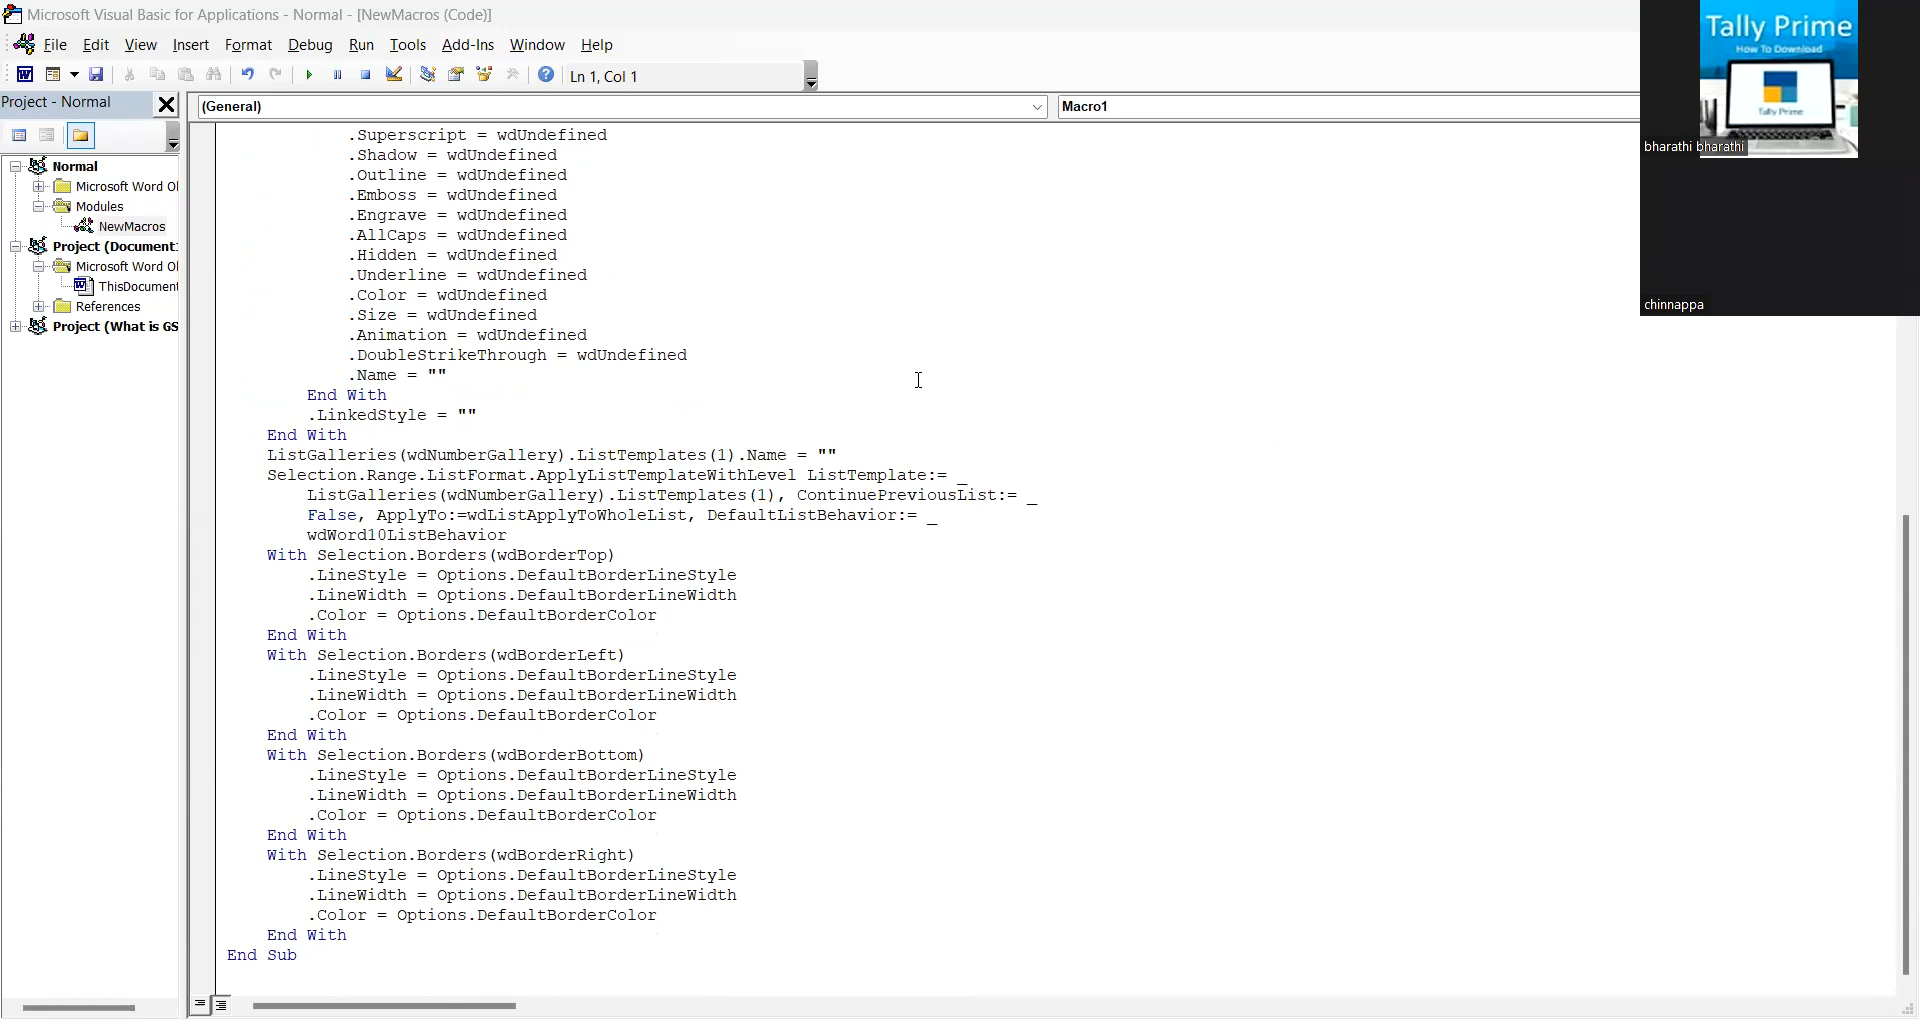 Microsoft Visual Basic for Applications - Normal - [NewMacros (Code)]
File Edit View Insert Format Debug Run Tools Add-Ins Window Help
Ln 1, Col 1
Project - Normal
(General)
Macro1
Normal
Microsoft Word Ol
Modules
NewMacros
Project (Document:
Microsoft Word Ol
ThisDocument
References
Project (What is GS
.Superscript = wdUndefined
.Shadow = wdUndefined
.Outline = wdUndefined
.Emboss = wdUndefined
.Engrave = wdUndefined
.AllCaps = wdUndefined
.Hidden = wdUndefined
.Underline = wdUndefined
.Color = wdUndefined
.Size = wdUndefined
.Animation = wdUndefined
.DoubleStrikeThrough = wdUndefined
.Name = ""
End With
.LinkedStyle = ""
End With
ListGalleries(wdNumberGallery).ListTemplates(1).Name = ""
Selection.Range.ListFormat.ApplyListTemplateWithLevel ListTemplate:= _
ListGalleries(wdNumberGallery).ListTemplates(1), ContinuePreviousList:= _
False, ApplyTo:=wdListApplyToWholeList, DefaultListBehavior:= _
wdWord10ListBehavior
With Selection.Borders(wdBorderTop)
.LineStyle = Options.DefaultBorderLineStyle
.LineWidth = Options.DefaultBorderLineWidth
.Color = Options.DefaultBorderColor
End With
With Selection.Borders(wdBorderLeft)
.LineStyle = Options.DefaultBorderLineStyle
.LineWidth = Options.DefaultBorderLineWidth
.Color = Options.DefaultBorderColor
End With
With Selection.Borders(wdBorderBottom)
.LineStyle = Options.DefaultBorderLineStyle
.LineWidth = Options.DefaultBorderLineWidth
.Color = Options.DefaultBorderColor
End With
With Selection.Borders(wdBorderRight)
.LineStyle = Options.DefaultBorderLineStyle
.LineWidth = Options.DefaultBorderLineWidth
.Color = Options.DefaultBorderColor
End With
End Sub
Tally Prime
How To Download
Tally Prime
bharathi bharathi
chinnappa